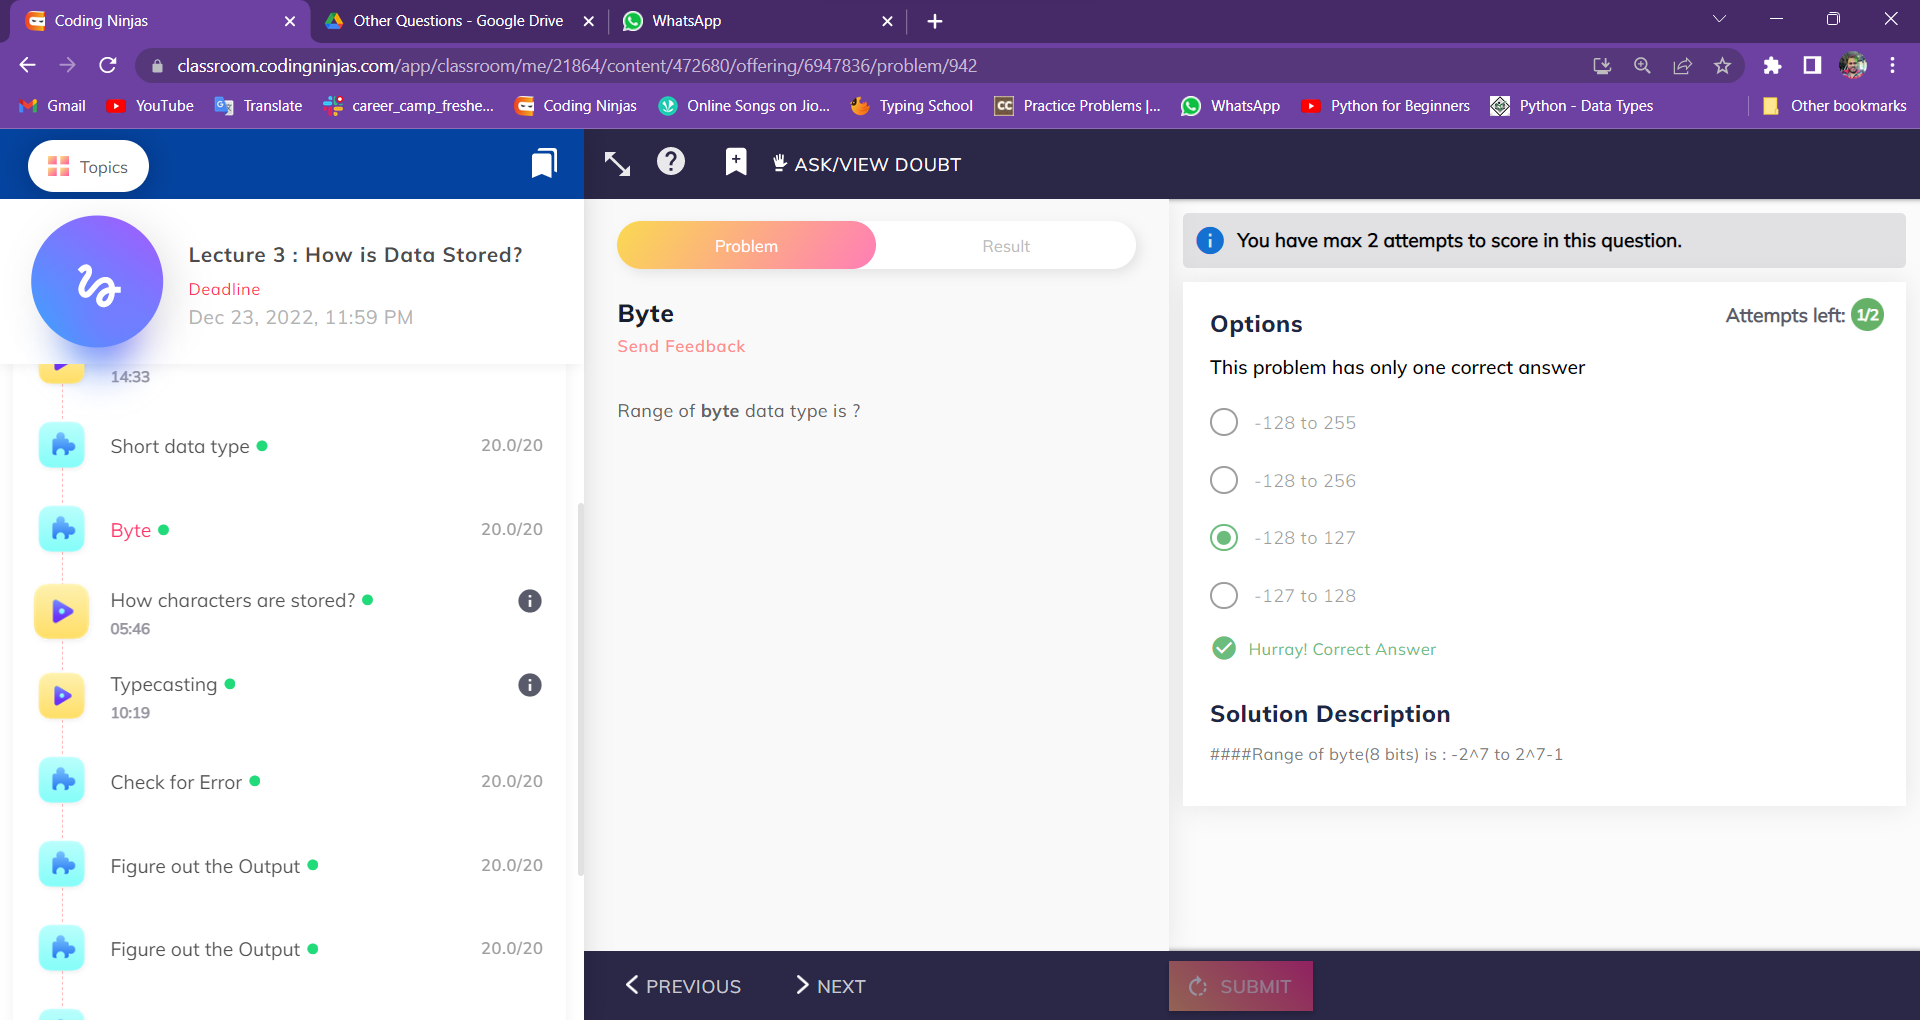 Coding Ninjas
Other Questions - Google Drive
WhatsApp
classroom.codingninjas.com/app/classroom/me/21864/content/472680/offering/6947836/problem/942
Gmail
YouTube
Translate
career_camp_freshe...
Coding Ninjas
Online Songs on Jio...
Typing School
CC
Practice Problems |...
WhatsApp
Python for Beginners
Python - Data Types
Other bookmarks
Topics
ASK/VIEW DOUBT
Lecture 3 : How is Data Stored?
Deadline
Dec 23, 2022, 11:59 PM
14:33
Short data type
20.0/20
Byte
20.0/20
How characters are stored?
05:46
Typecasting
10:19
Check for Error
20.0/20
Figure out the Output
20.0/20
Figure out the Output
20.0/20
Problem
Result
Byte
Send Feedback
Range of byte data type is ?
PREVIOUS
NEXT
You have max 2 attempts to score in this question.
Options
Attempts left: 1/2
This problem has only one correct answer
-128 to 255
-128 to 256
-128 to 127
-127 to 128
Hurray! Correct Answer
Solution Description
####Range of byte(8 bits) is : -2^7 to 2^7-1
SUBMIT